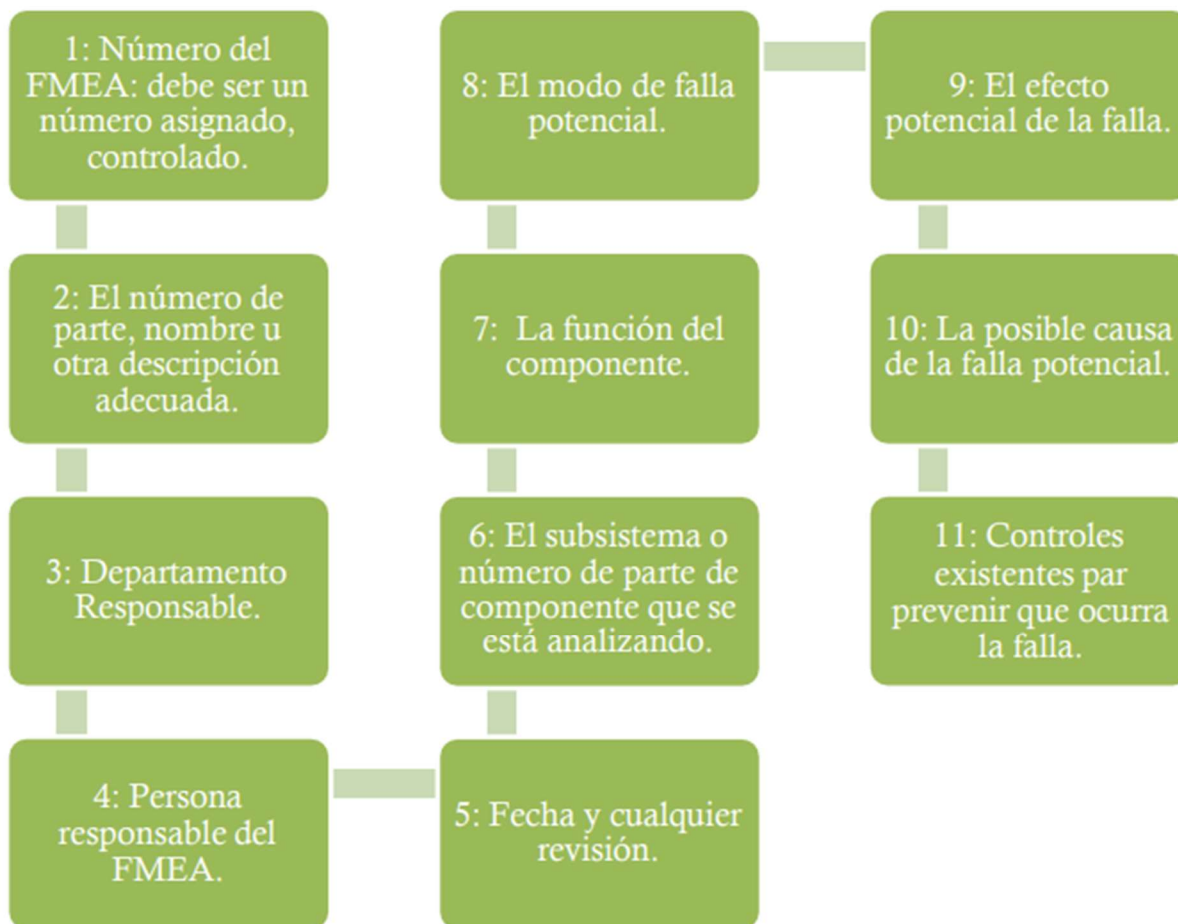 1: Número del
FMEA: debe ser un
número asignado,
controlado.
2: El número de
parte, nombre u
otra descripción
adecuada.
3: Departamento
Responsable.
4: Persona
responsable del
FMEA.
5: Fecha y cualquier
revisión.
6: El subsistema o
número de parte de
componente que se
está analizando.
7: La función del
componente.
8: El modo de falla
potencial.
9: El efecto
potencial de la falla.
10: La posible causa
de la falla potencial.
11: Controles
existentes par
prevenir que ocurra
la falla.